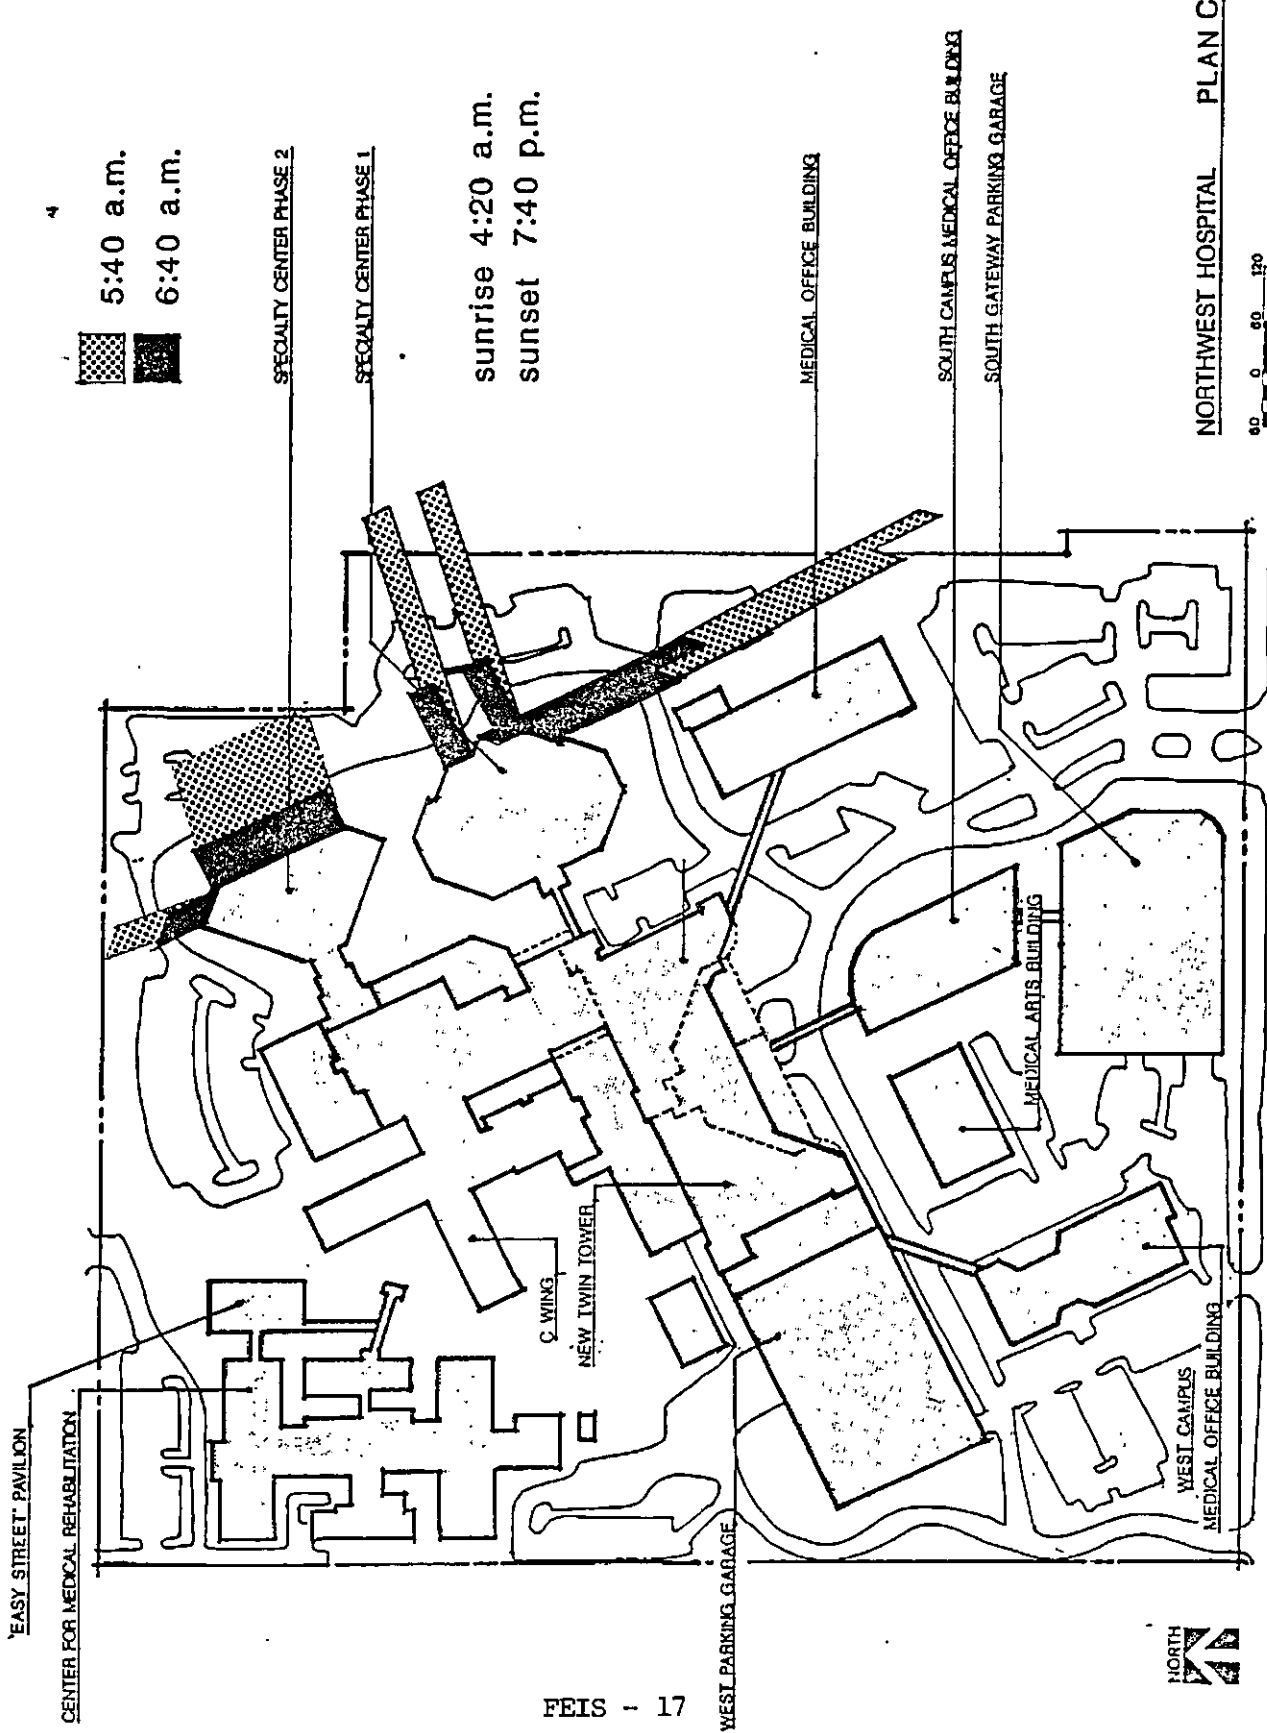 'EASY STREET' PAVILION
CENTER FOR MEDICAL REHABILITATION
5:40 a.m.
6:40 a.m.
SPECIALTY CENTER PHASE 2
SPECIALTY CENTER PHASE 1
sunrise 4:20 a.m.
sunset 7:40 p.m.
C WING
NEW TWIN TOWER
WEST PARKING GARAGE
MEDICAL OFFICE BUILDING
SOUTH CAMPUS MEDICAL OFFICE BUILDING
SOUTH GATEWAY PARKING GARAGE
MEDICAL ARTS BUILDING
WEST CAMPUS
MEDICAL OFFICE BUILDING
NORTH
NORTHWEST HOSPITAL PLAN C
60 0 60 120
FEIS - 17